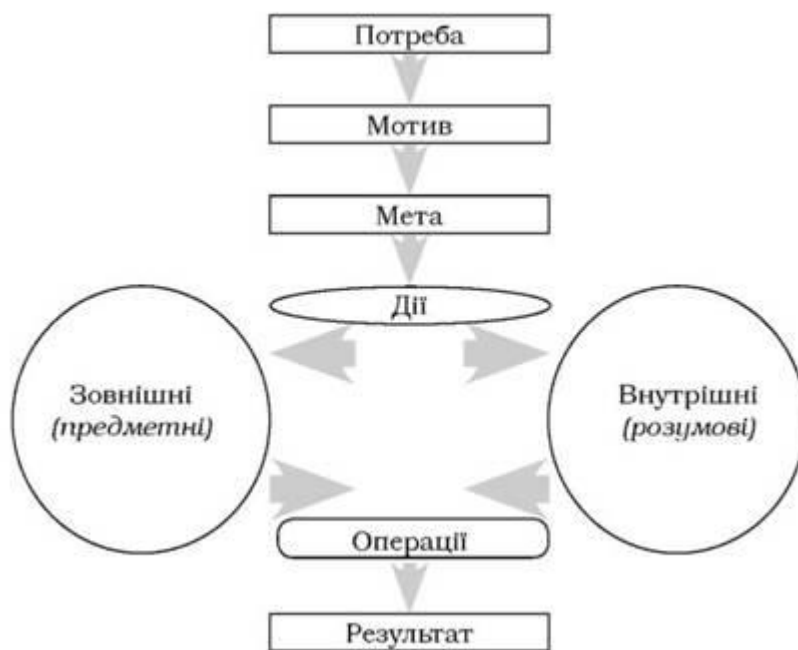 Потреба
Мотив
Мета
Дії
Зовнішні
(предметні)
Внутрішні
(розумові)
Операції
Результат